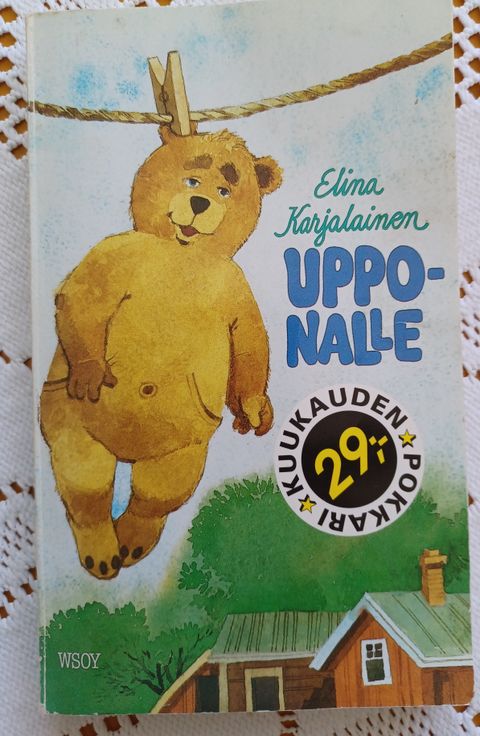 Elina
Karjalainen
UPPO-
NALLE
KUUKAUDEN
POKKARI
29:-
WSOY